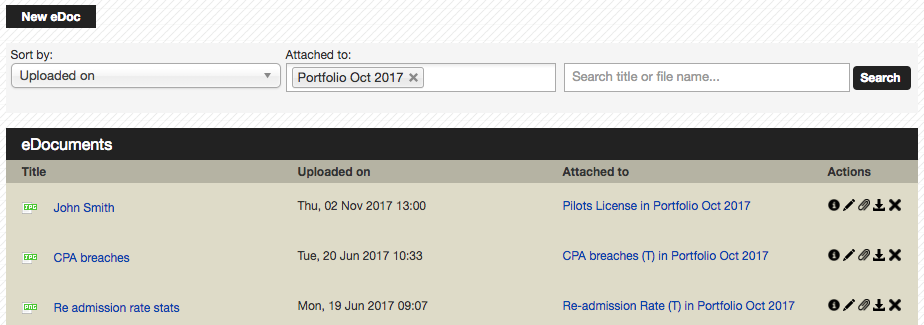 New eDoc
Sort by:
Attached to:
Uploaded on
Portfolio Oct 2017
Search title or file name...
Search
eDocuments
Title Uploaded on Attached to Actions
John Smith Thu, 02 Nov 2017 13:00 Pilots License in Portfolio Oct 2017
CPA breaches Tue, 20 Jun 2017 10:33 CPA breaches (T) in Portfolio Oct 2017
Re admission rate stats Mon, 19 Jun 2017 09:07 Re-admission Rate (T) in Portfolio Oct 2017